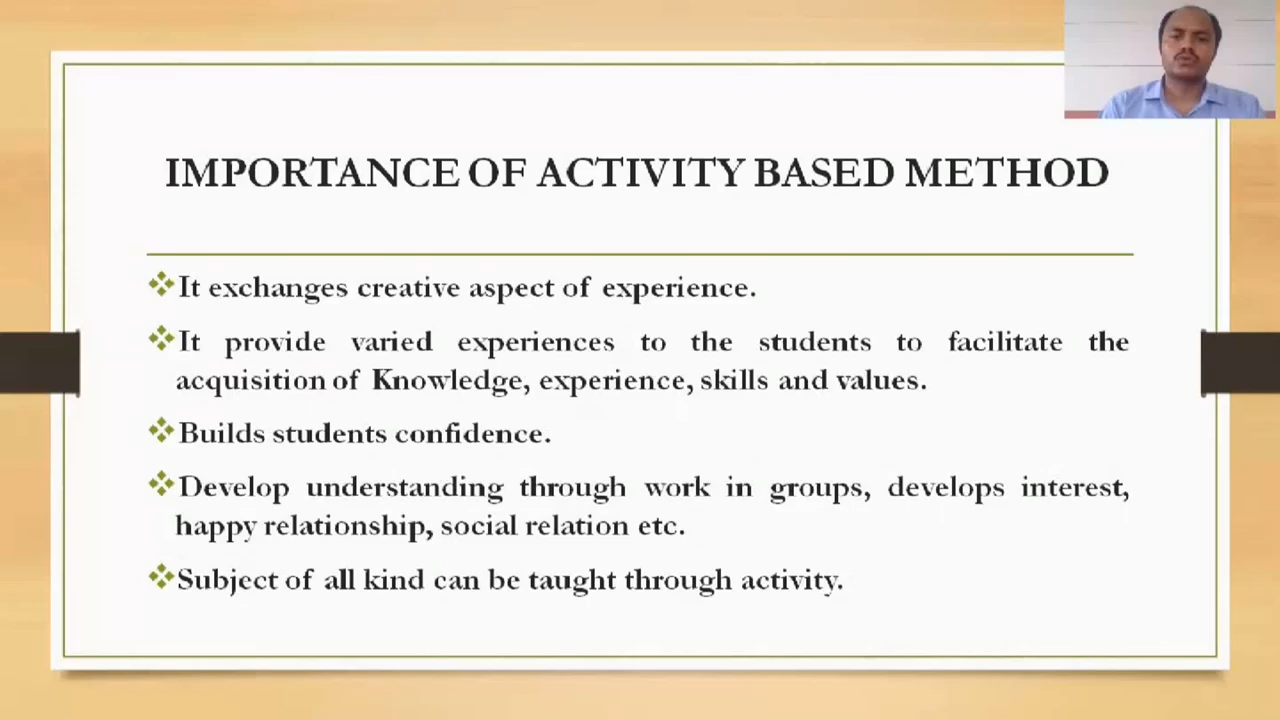 IMPORTANCE OF ACTIVITY BASED METHOD
It exchanges creative aspect of experience.
It provide varied experiences to the students to facilitate the
acquisition of Knowledge, experience, skills and values.
Builds students confidence.
Develop understanding through work in groups, develops interest,
happy relationship, social relation etc.
Subject of all kind can be taught through activity.